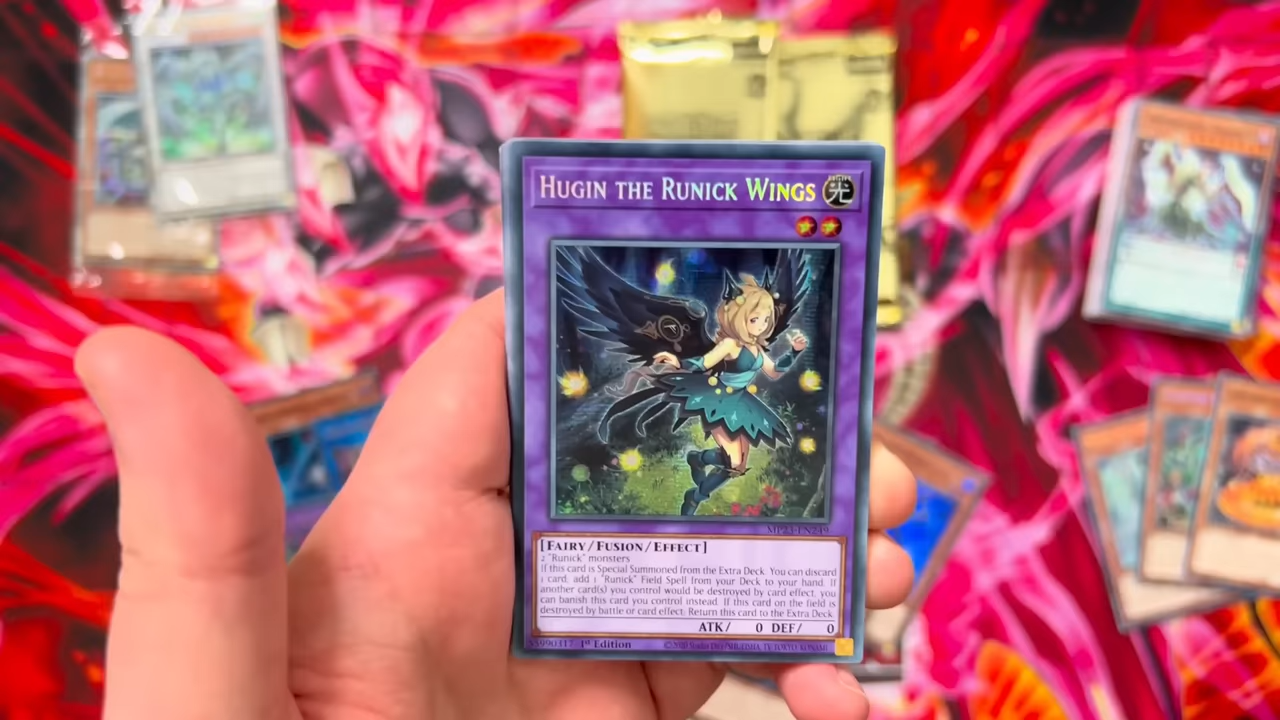 HUGIN THE RUNICK WINGS
光
MP23-EN249
[FAIRY/FUSION/EFFECT]
2 "Runick" monsters
If this card is Special Summoned from the Extra Deck: You can discard
1 card; add 1 "Runick" Field Spell from your Deck to your hand. If
another card(s) you control would be destroyed by card effect, you
can banish this card you control instead. If this card on the field is
destroyed by battle or card effect: Return this card to the Extra Deck.
ATK/ 0 DEF/ 0
1st Edition